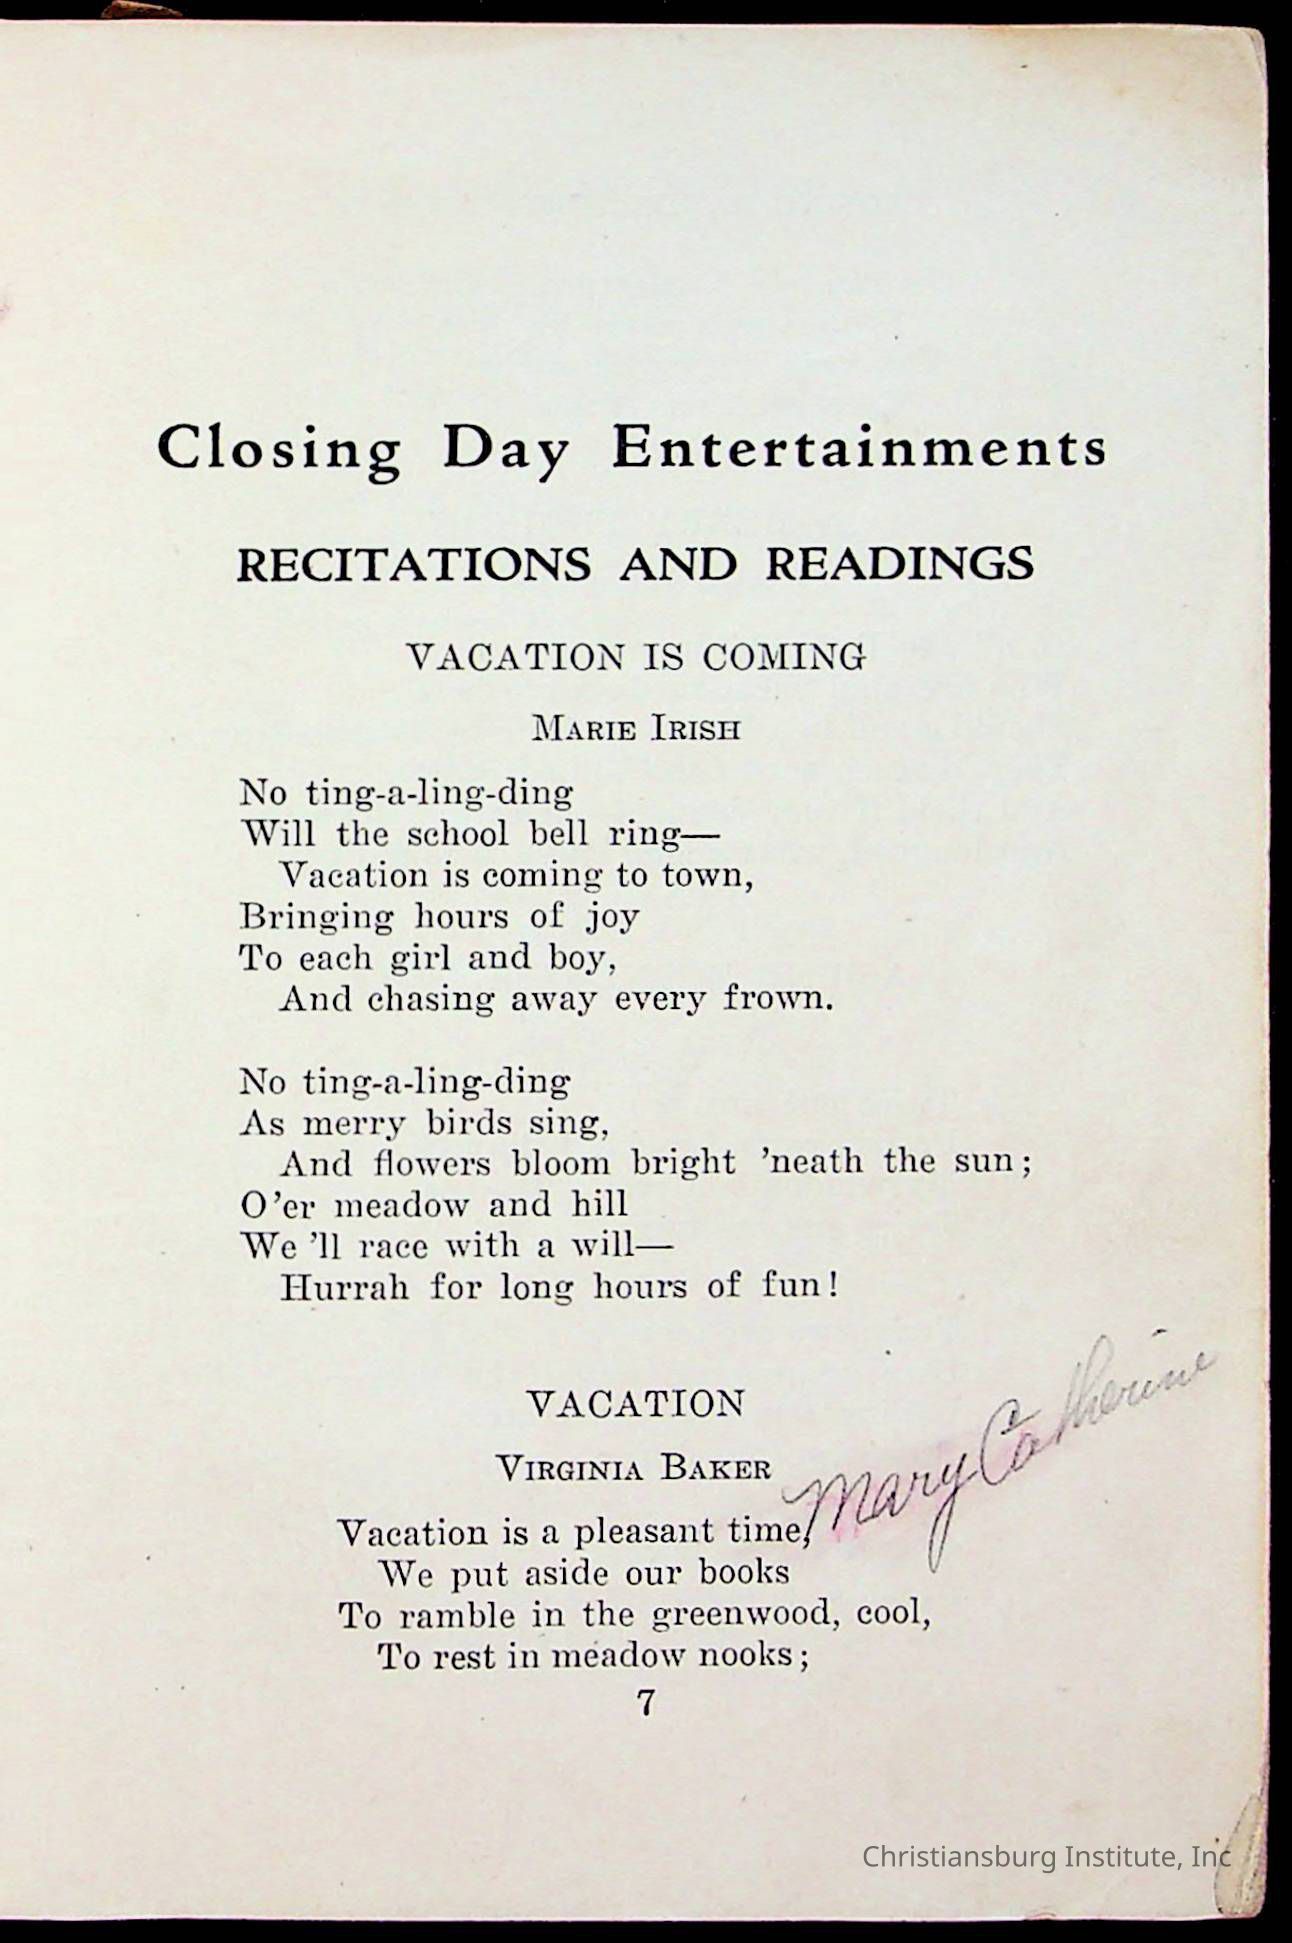 Closing Day Entertainments
RECITATIONS AND READINGS
VACATION IS COMING
MARIE IRISH
No ting-a-ling-ding
Will the school bell ring—
Vacation is coming to town,
Bringing hours of joy
To each girl and boy,
And chasing away every frown.
No ting-a-ling-ding
As merry birds sing,
And flowers bloom bright 'neath the sun;
O'er meadow and hill
We'll race with a will—
Hurrah for long hours of fun!
VACATION
VIRGINIA BAKER
Mary Catherine
Vacation is a pleasant time,
We put aside our books
To ramble in the greenwood, cool,
To rest in meadow nooks;
7
Christiansburg Institute, Inc